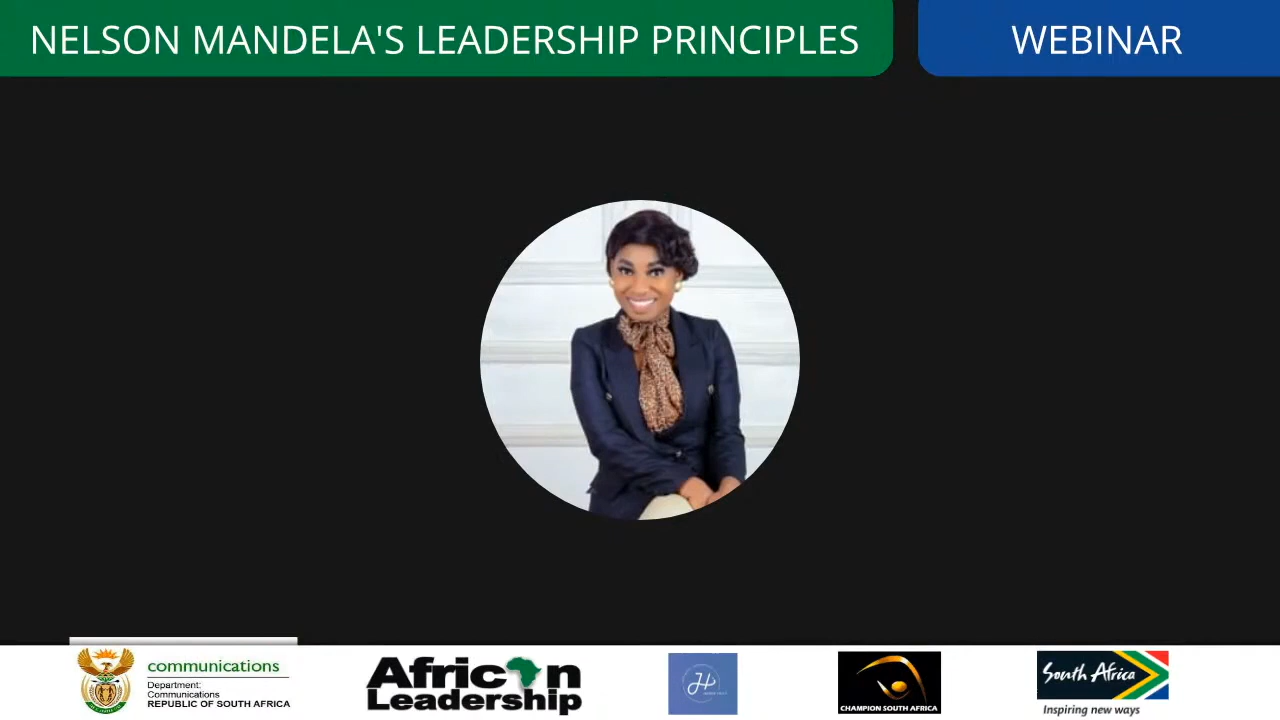 NELSON MANDELA'S LEADERSHIP PRINCIPLES
WEBINAR
communications
Department:
Communications
REPUBLIC OF SOUTH AFRICA
African
Leadership
H
CHAMPION SOUTH AFRICA
South Africa
Inspiring new ways